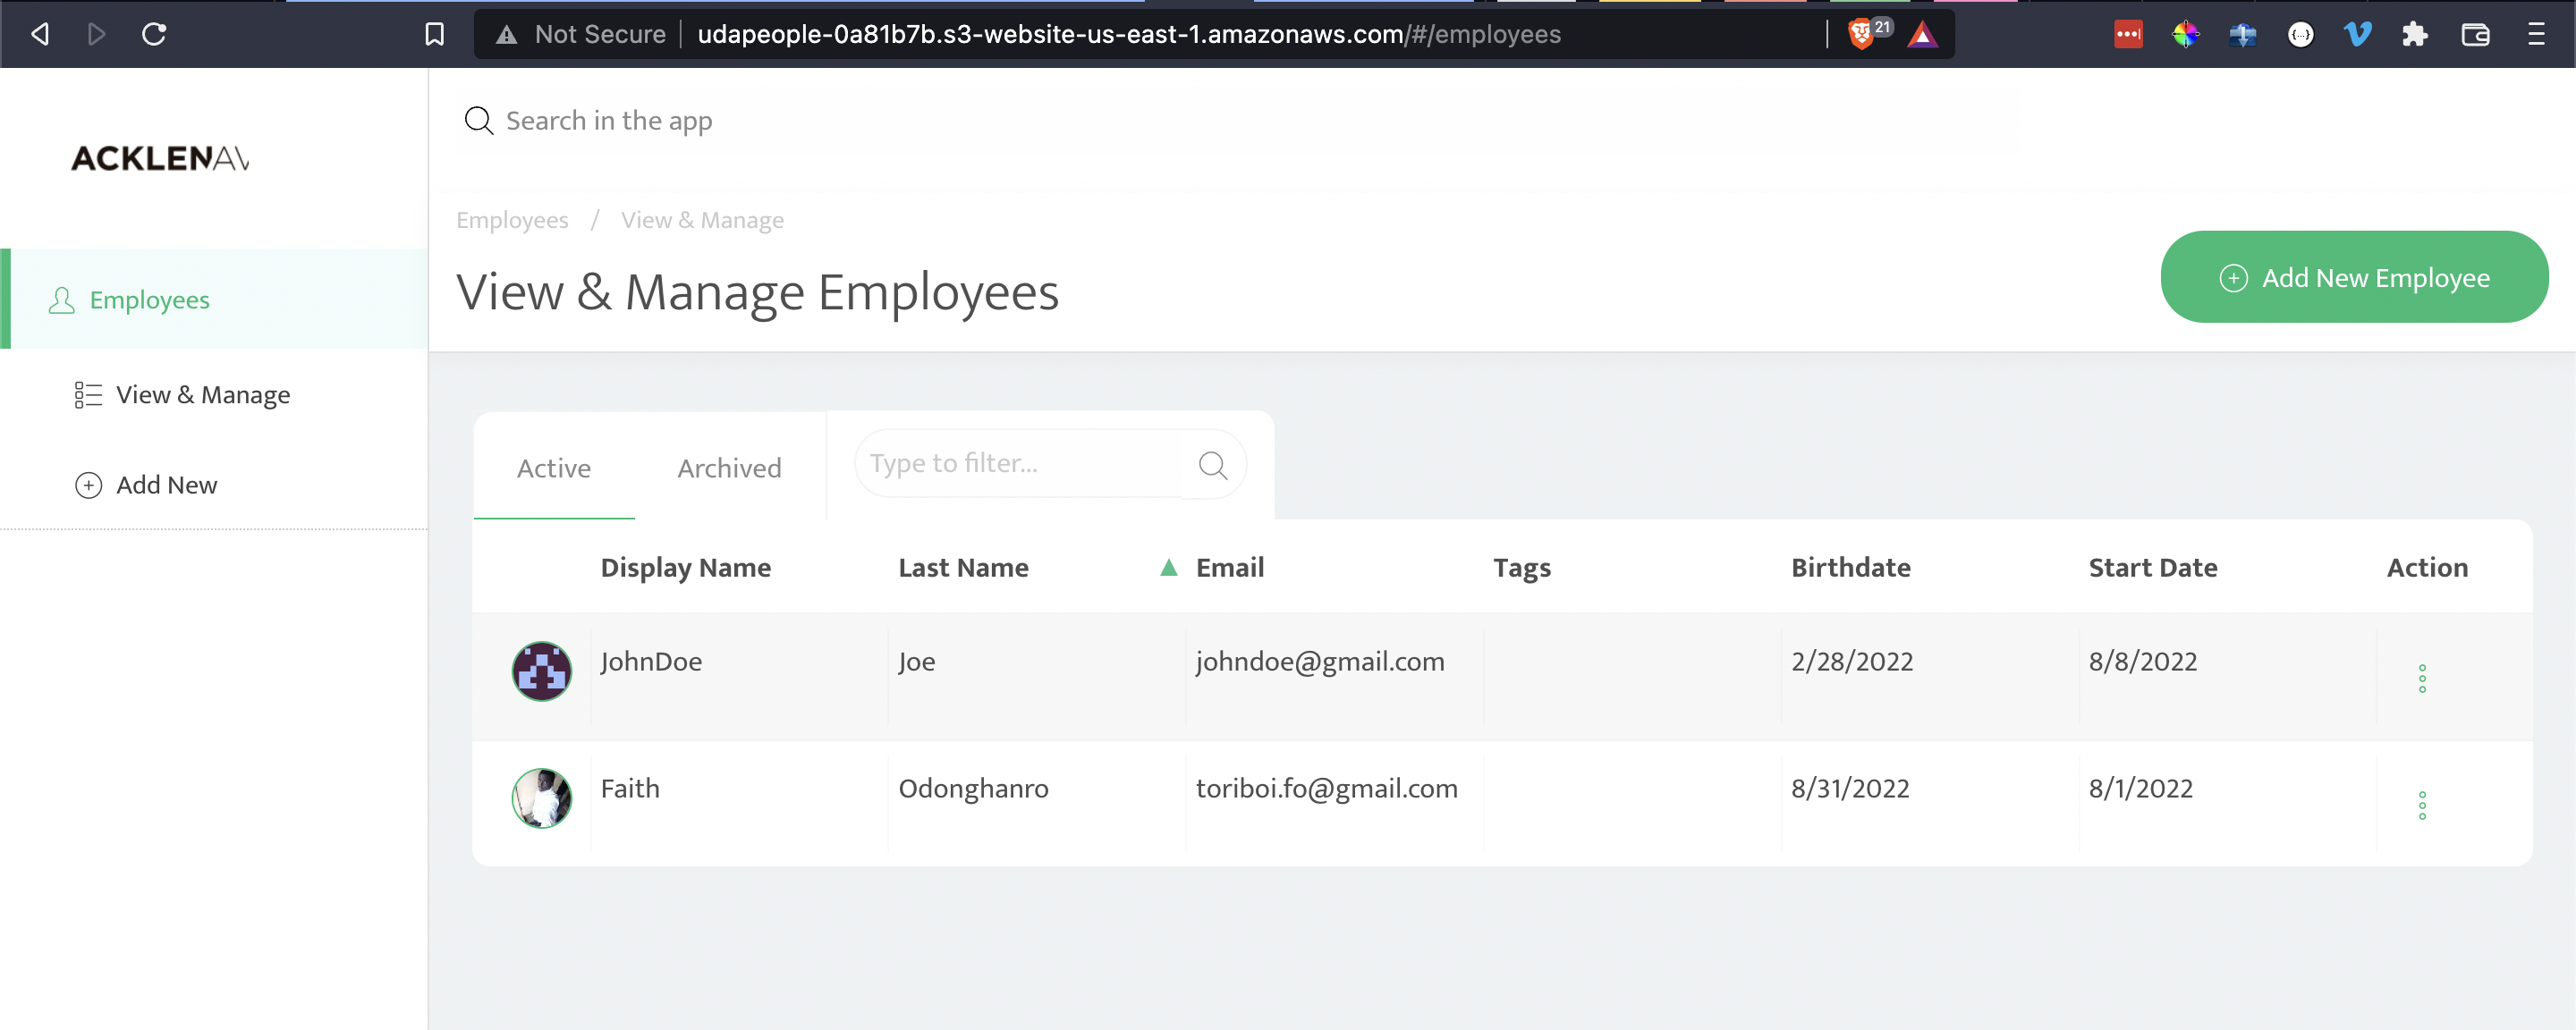 Not Secure udapeople-0a81b7b.s3-website-us-east-1.amazonaws.com/#/employees 21
Search in the app
ACKLENAV
Employees / View & Manage
View & Manage Employees
Add New Employee
Employees
View & Manage
Add New
Active Archived Type to filter...
Display Name Last Name Email Tags Birthdate Start Date Action
JohnDoe Joe johndoe@gmail.com 2/28/2022 8/8/2022
Faith Odonghanro toriboi.fo@gmail.com 8/31/2022 8/1/2022